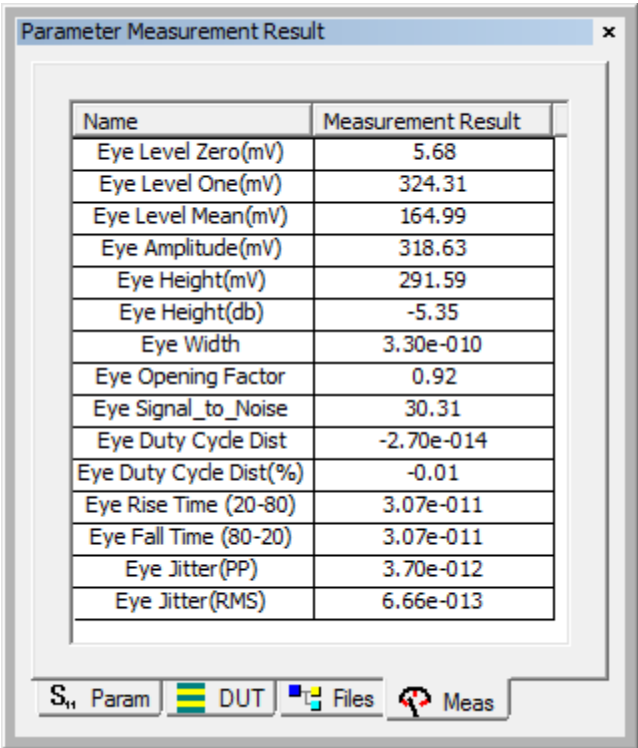 Parameter Measurement Result ×
Name Measurement Result
Eye Level Zero(mV) 5.68
Eye Level One(mV) 324.31
Eye Level Mean(mV) 164.99
Eye Amplitude(mV) 318.63
Eye Height(mV) 291.59
Eye Height(db) -5.35
Eye Width 3.30e-010
Eye Opening Factor 0.92
Eye Signal_to_Noise 30.31
Eye Duty Cycle Dist -2.70e-014
Eye Duty Cycle Dist(%) -0.01
Eye Rise Time (20-80) 3.07e-011
Eye Fall Time (80-20) 3.07e-011
Eye Jitter(PP) 3.70e-012
Eye Jitter(RMS) 6.66e-013
S₁₁ Param DUT Files Meas